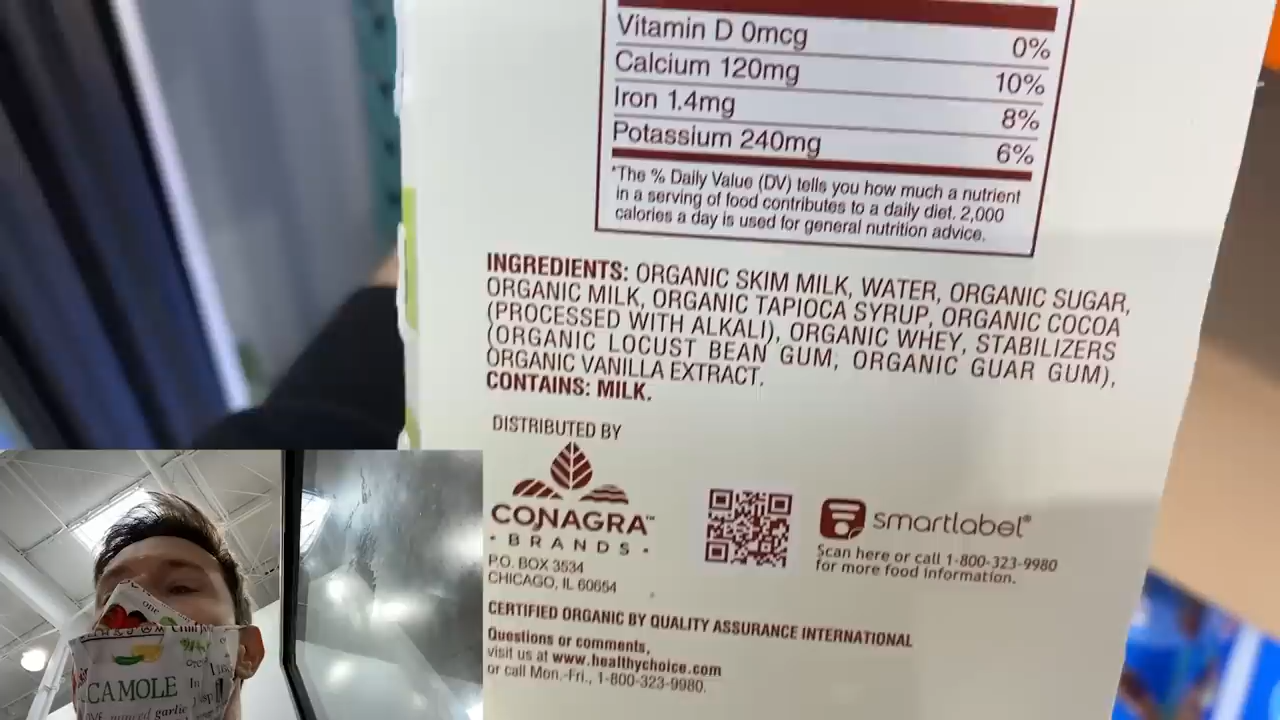 Vitamin D 0mcg 0%
Calcium 120mg 10%
Iron 1.4mg 8%
Potassium 240mg 6%
*The % Daily Value (DV) tells you how much a nutrient
in a serving of food contributes to a daily diet. 2,000
calories a day is used for general nutrition advice.
INGREDIENTS: ORGANIC SKIM MILK, WATER, ORGANIC SUGAR,
ORGANIC MILK, ORGANIC TAPIOCA SYRUP, ORGANIC COCOA
(PROCESSED WITH ALKALI), ORGANIC WHEY, STABILIZERS
(ORGANIC LOCUST BEAN GUM, ORGANIC GUAR GUM),
ORGANIC VANILLA EXTRACT.
CONTAINS: MILK.
DISTRIBUTED BY
CONAGRA™
• BRANDS •
P.O. BOX 3534
CHICAGO, IL 60654
smartlabel®
Scan here or call 1-800-323-9980
for more food information.
CERTIFIED ORGANIC BY QUALITY ASSURANCE INTERNATIONAL
Questions or comments,
visit us at www.healthychoice.com
or call Mon.-Fri., 1-800-323-9980.
one
CAMOLE
garlic